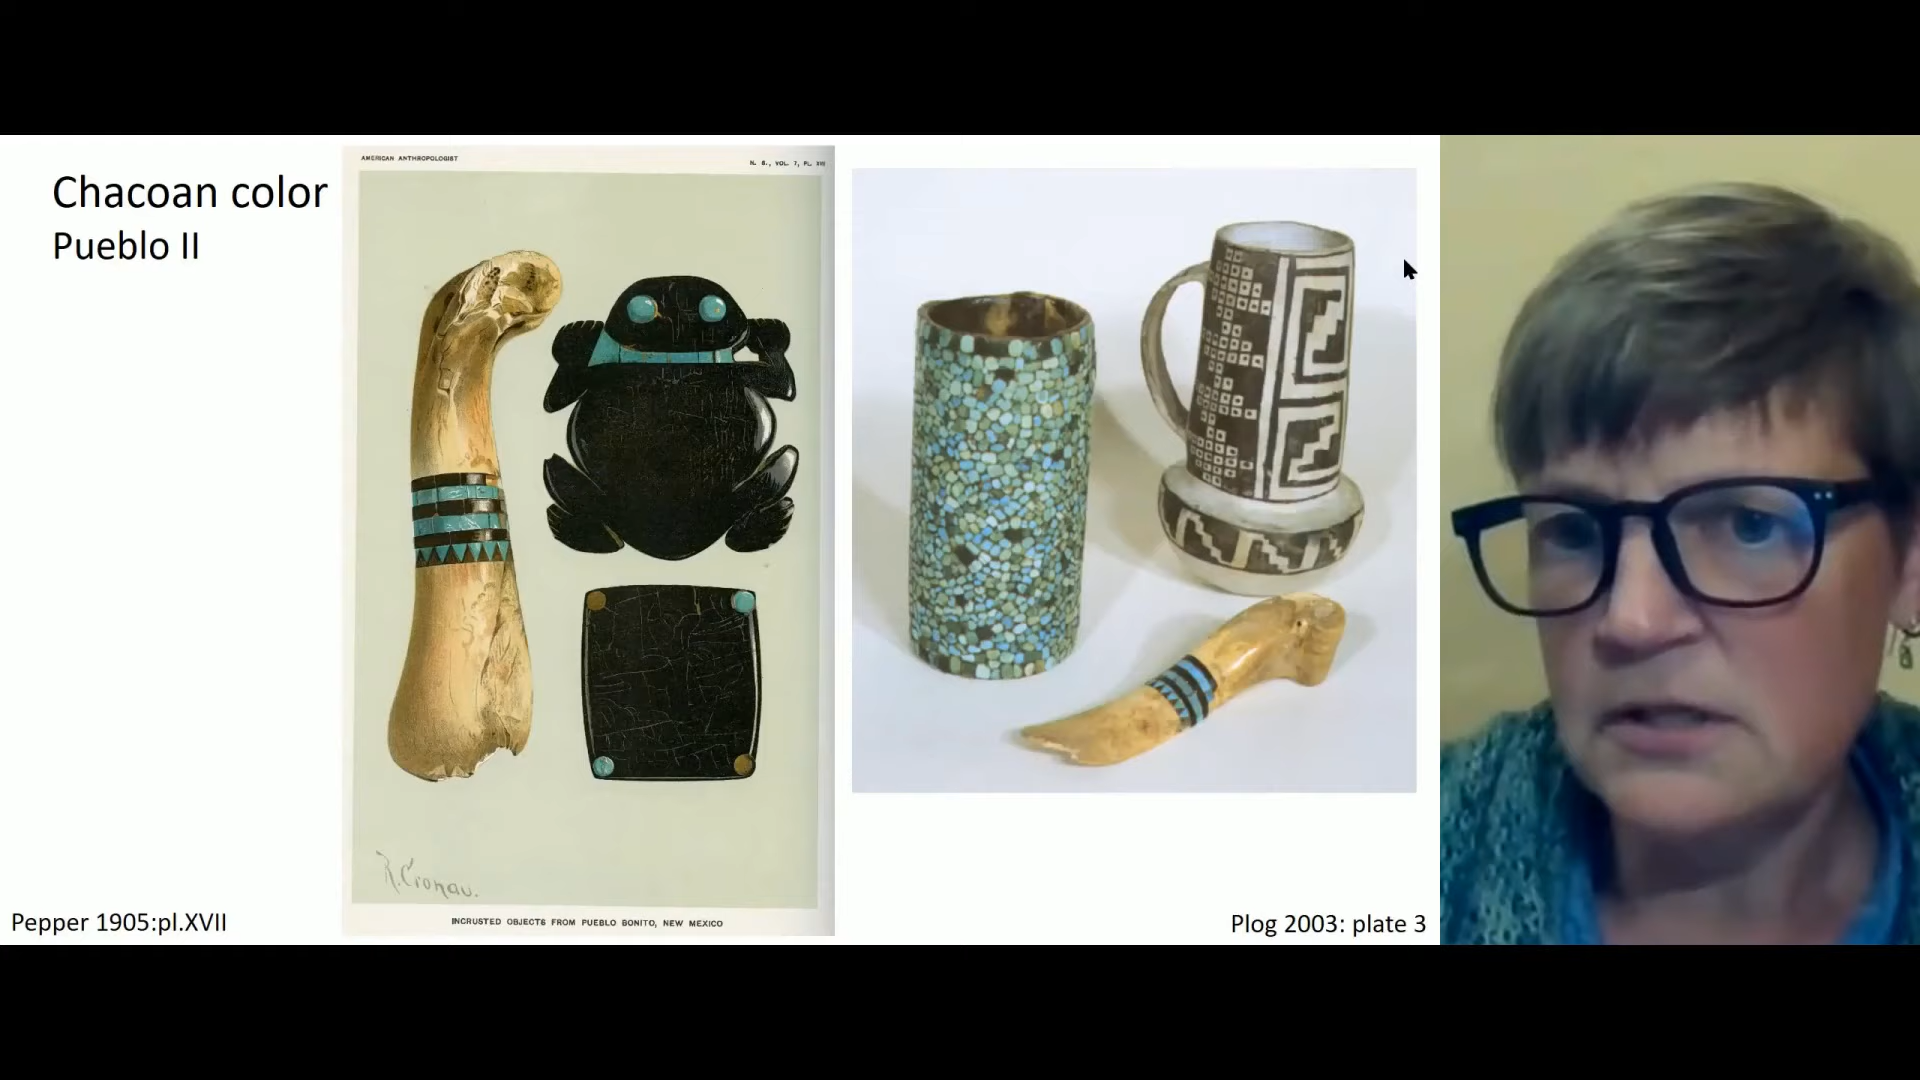 Chacoan color
Pueblo II
AMERICAN ANTHROPOLOGIST
N. S., VOL. 7, PL. XVII
R. Cronau.
INCRUSTED OBJECTS FROM PUEBLO BONITO, NEW MEXICO
Pepper 1905:pl.XVII
Plog 2003: plate 3